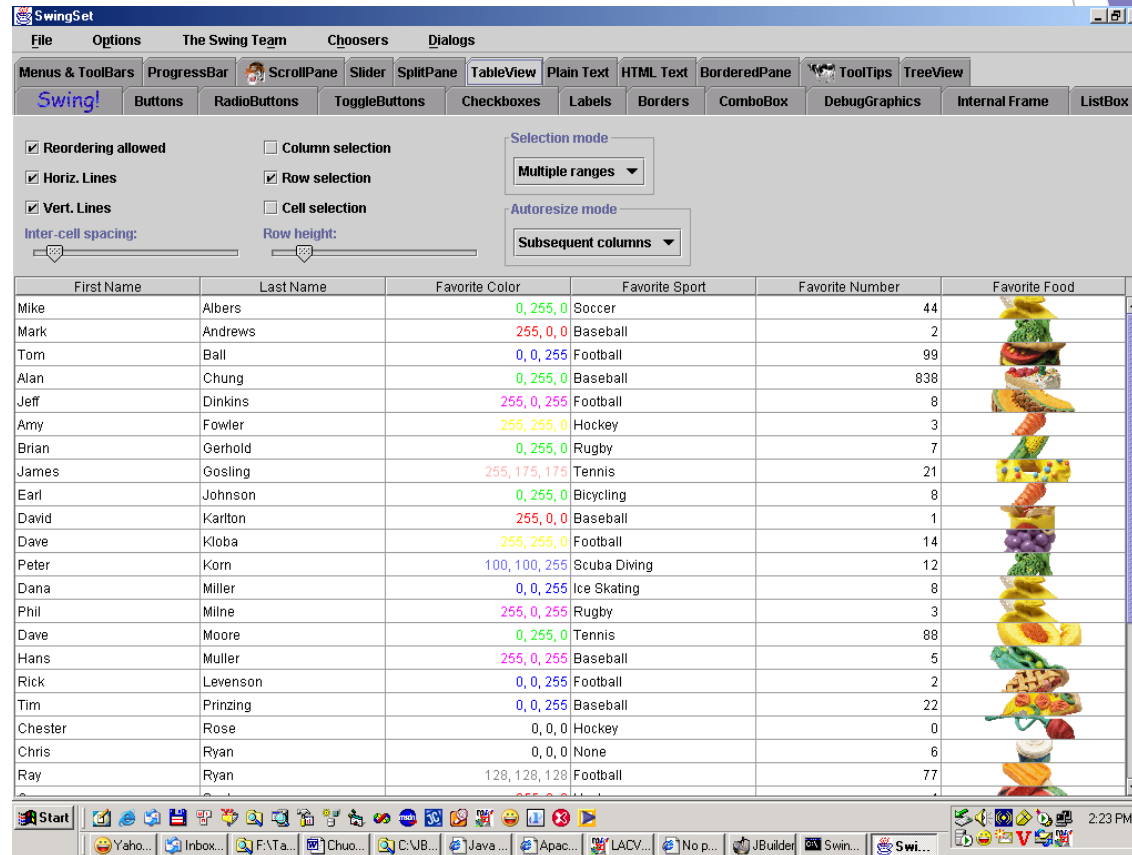 SwingSet
File Options The Swing Team Choosers Dialogs
Menus & ToolBars ProgressBar ScrollPane Slider SplitPane TableView Plain Text HTML Text BorderedPane ToolTips TreeView
Swing! Buttons RadioButtons ToggleButtons Checkboxes Labels Borders ComboBox DebugGraphics Internal Frame ListBox
Reordering allowed Column selection Selection mode
Horiz. Lines Row selection Multiple ranges
Vert. Lines Cell selection Autoresize mode
Inter-cell spacing: Row height: Subsequent columns
First Name Last Name Favorite Color Favorite Sport Favorite Number Favorite Food
Mike Albers 0, 255, 0 Soccer 44
Mark Andrews 255, 0, 0 Baseball 2
Tom Ball 0, 0, 255 Football 99
Alan Chung 0, 255, 0 Baseball 838
Jeff Dinkins 255, 0, 255 Football 8
Amy Fowler 255, 255, 0 Hockey 3
Brian Gerhold 0, 255, 0 Rugby 7
James Gosling 255, 175, 175 Tennis 21
Earl Johnson 0, 255, 0 Bicycling 8
David Karlton 255, 0, 0 Baseball 1
Dave Kloba 255, 255, 0 Football 14
Peter Korn 100, 100, 255 Scuba Diving 12
Dana Miller 0, 0, 255 Ice Skating 8
Phil Milne 255, 0, 255 Rugby 3
Dave Moore 0, 255, 0 Tennis 88
Hans Muller 255, 0, 255 Baseball 5
Rick Levenson 0, 0, 255 Football 2
Tim Prinzing 0, 0, 255 Baseball 22
Chester Rose 0, 0, 0 Hockey 0
Chris Ryan 0, 0, 0 None 6
Ray Ryan 128, 128, 128 Football 77
Start 2:23 PM
Yaho... Inbox... F:\Ta... Chuo... C:\JB... Java ... Apac... LACV... No p... JBuilder Swin... Swi...